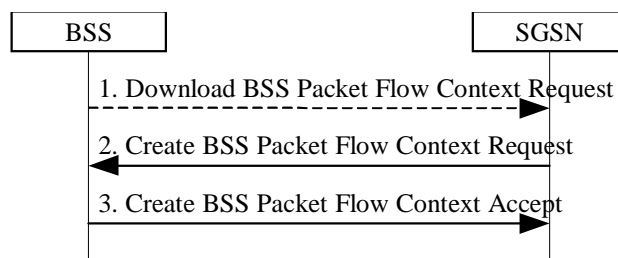 BSS
SGSN
1. Download BSS Packet Flow Context Request
2. Create BSS Packet Flow Context Request
3. Create BSS Packet Flow Context Accept